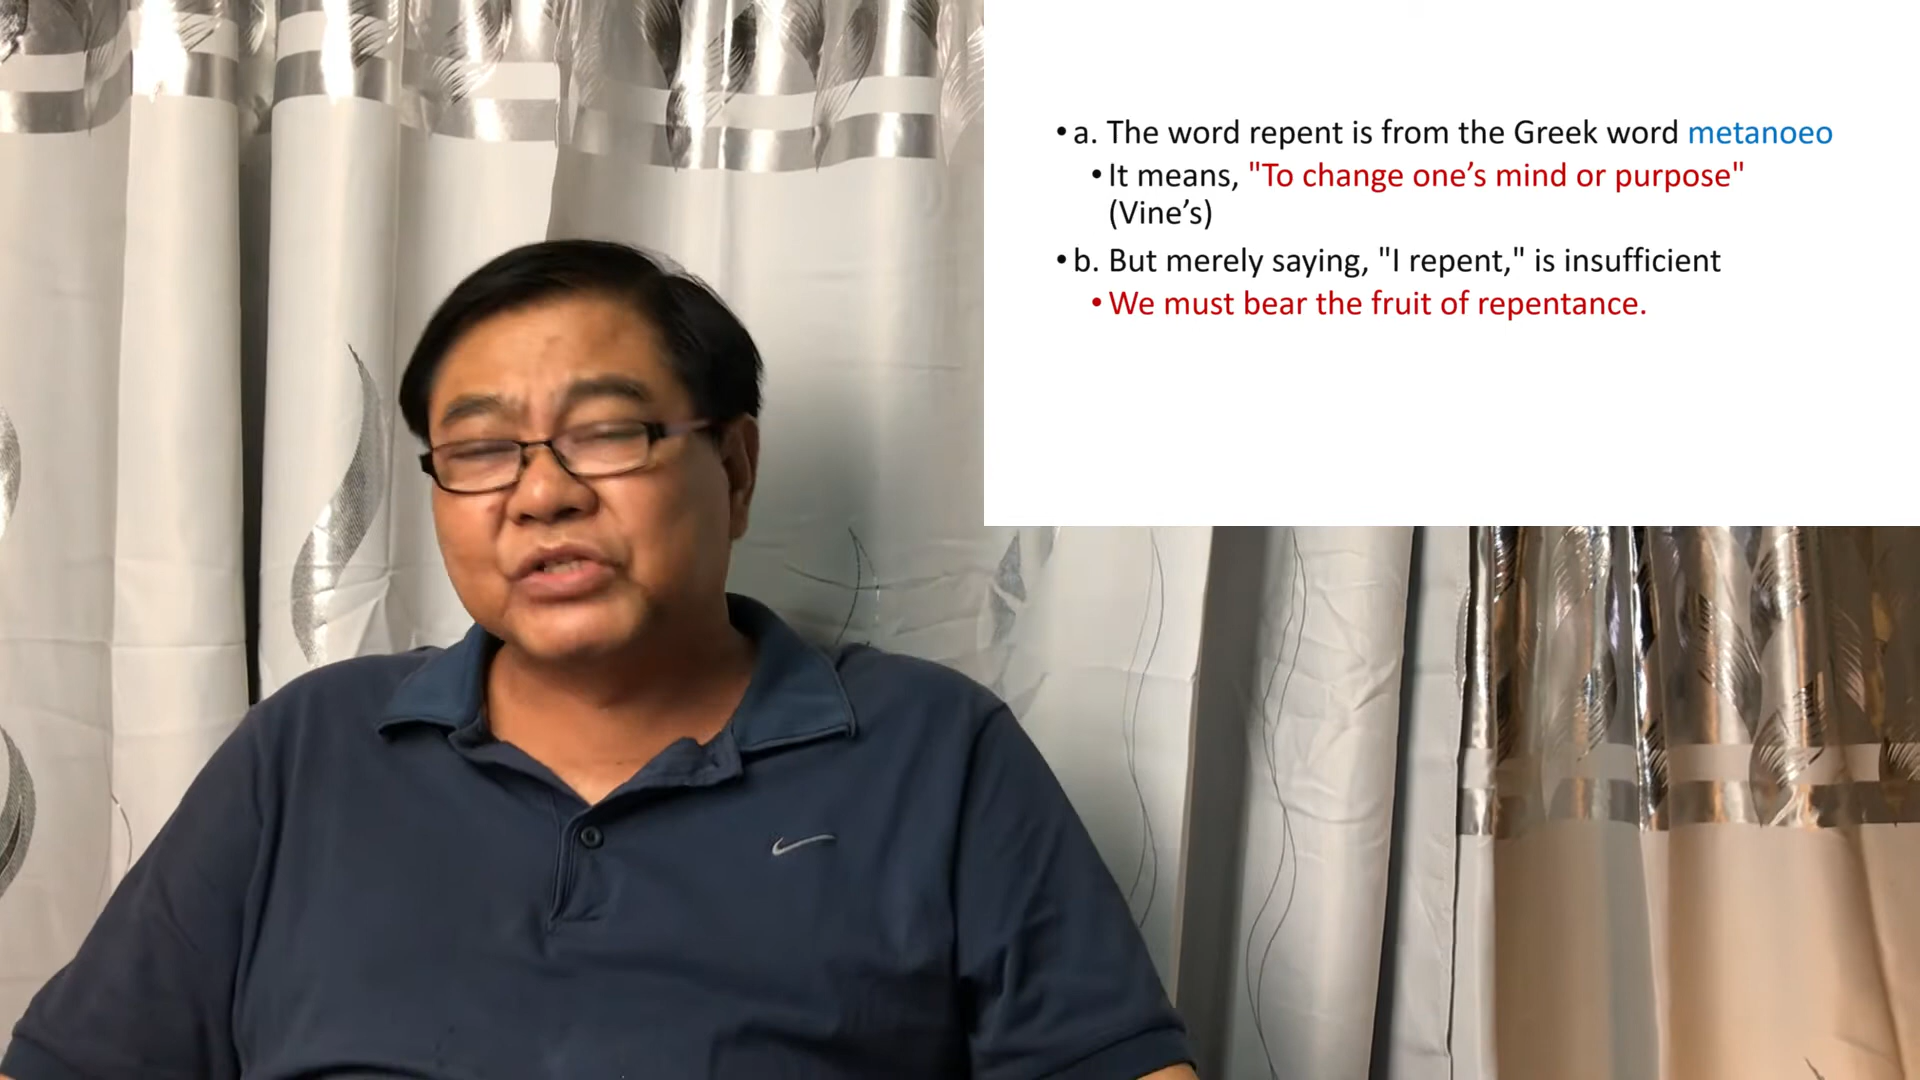 • a. The word repent is from the Greek word metanoeo
• It means, "To change one’s mind or purpose"
(Vine’s)
• b. But merely saying, "I repent," is insufficient
• We must bear the fruit of repentance.